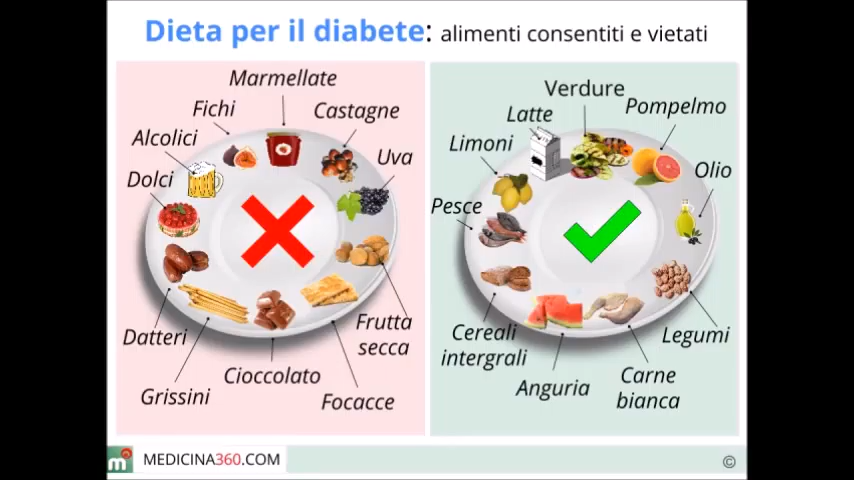 Dieta per il diabete: alimenti consentiti e vietati
Marmellate
Fichi
Castagne
Alcolici
Uva
Dolci
Datteri
Frutta
secca
Grissini
Cioccolato
Focacce
Verdure
Latte
Pompelmo
Limoni
Olio
Pesce
Cereali
intergrali
Legumi
Anguria
Carne
bianca
m
MEDICINA360.COM
©